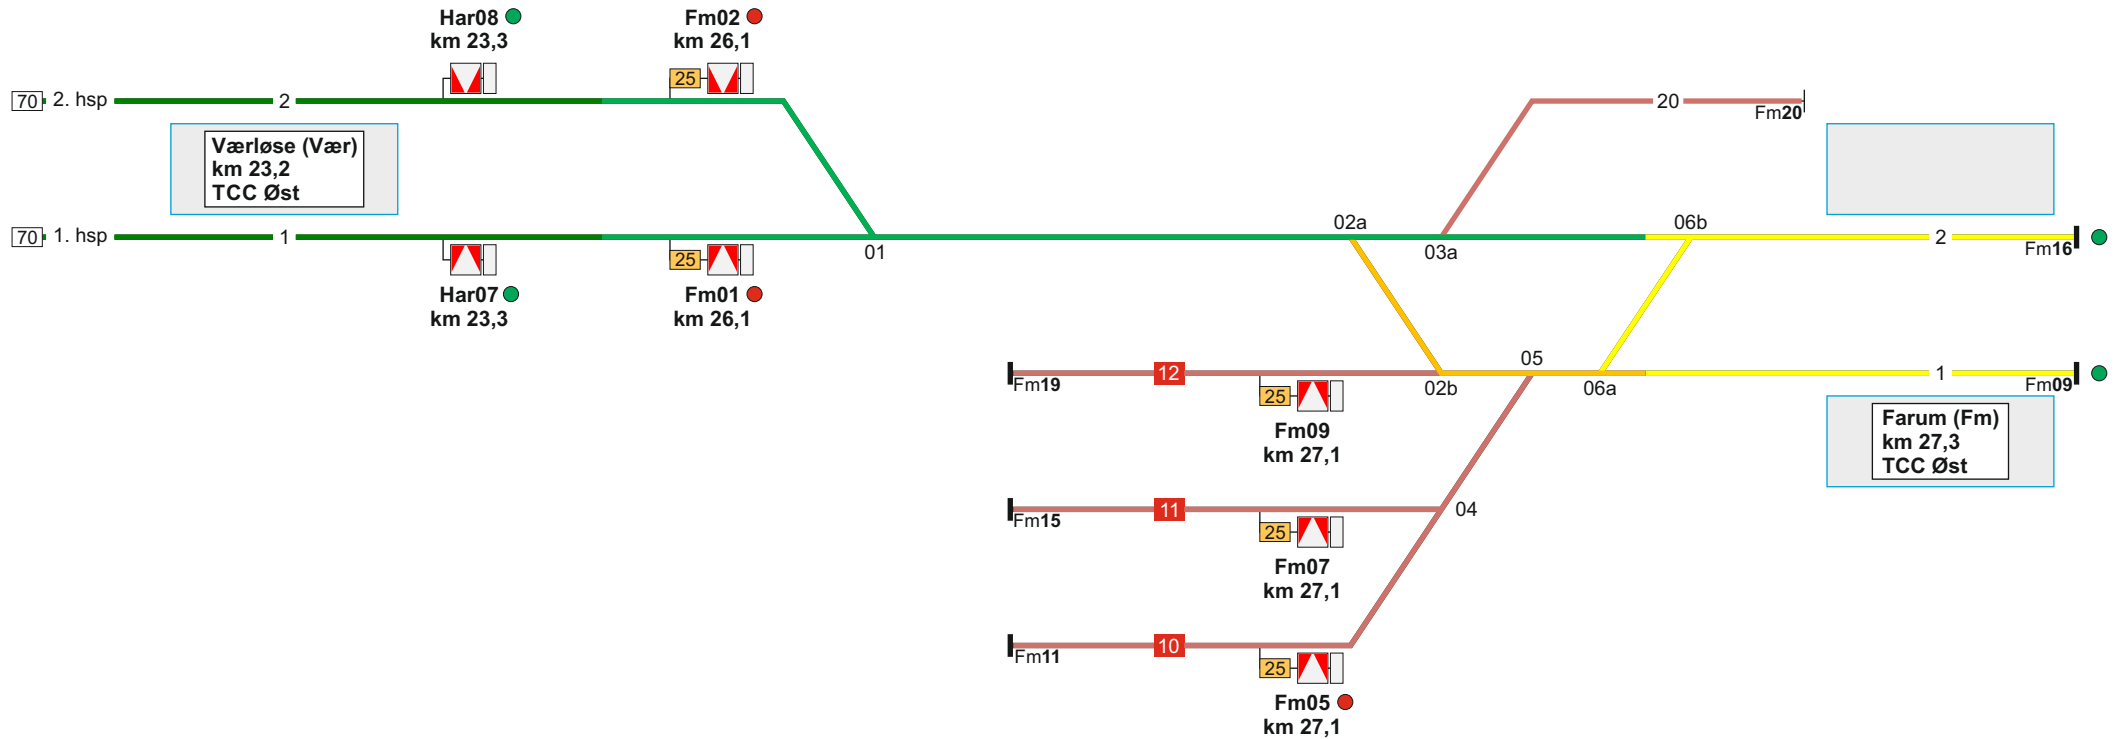 Har08
km 23,3
Fm02
km 26,1
25
70
2. hsp
2
20
Fm20
Værløse (Vær)
km 23,2
TCC Øst
70
1. hsp
1
25
Har07
km 23,3
Fm01
km 26,1
01
02a
03a
06b
2
Fm16
Fm19
12
25
Fm09
km 27,1
02b
05
06a
1
Fm09
Farum (Fm)
km 27,3
TCC Øst
Fm15
11
25
Fm07
km 27,1
04
Fm11
10
25
Fm05
km 27,1